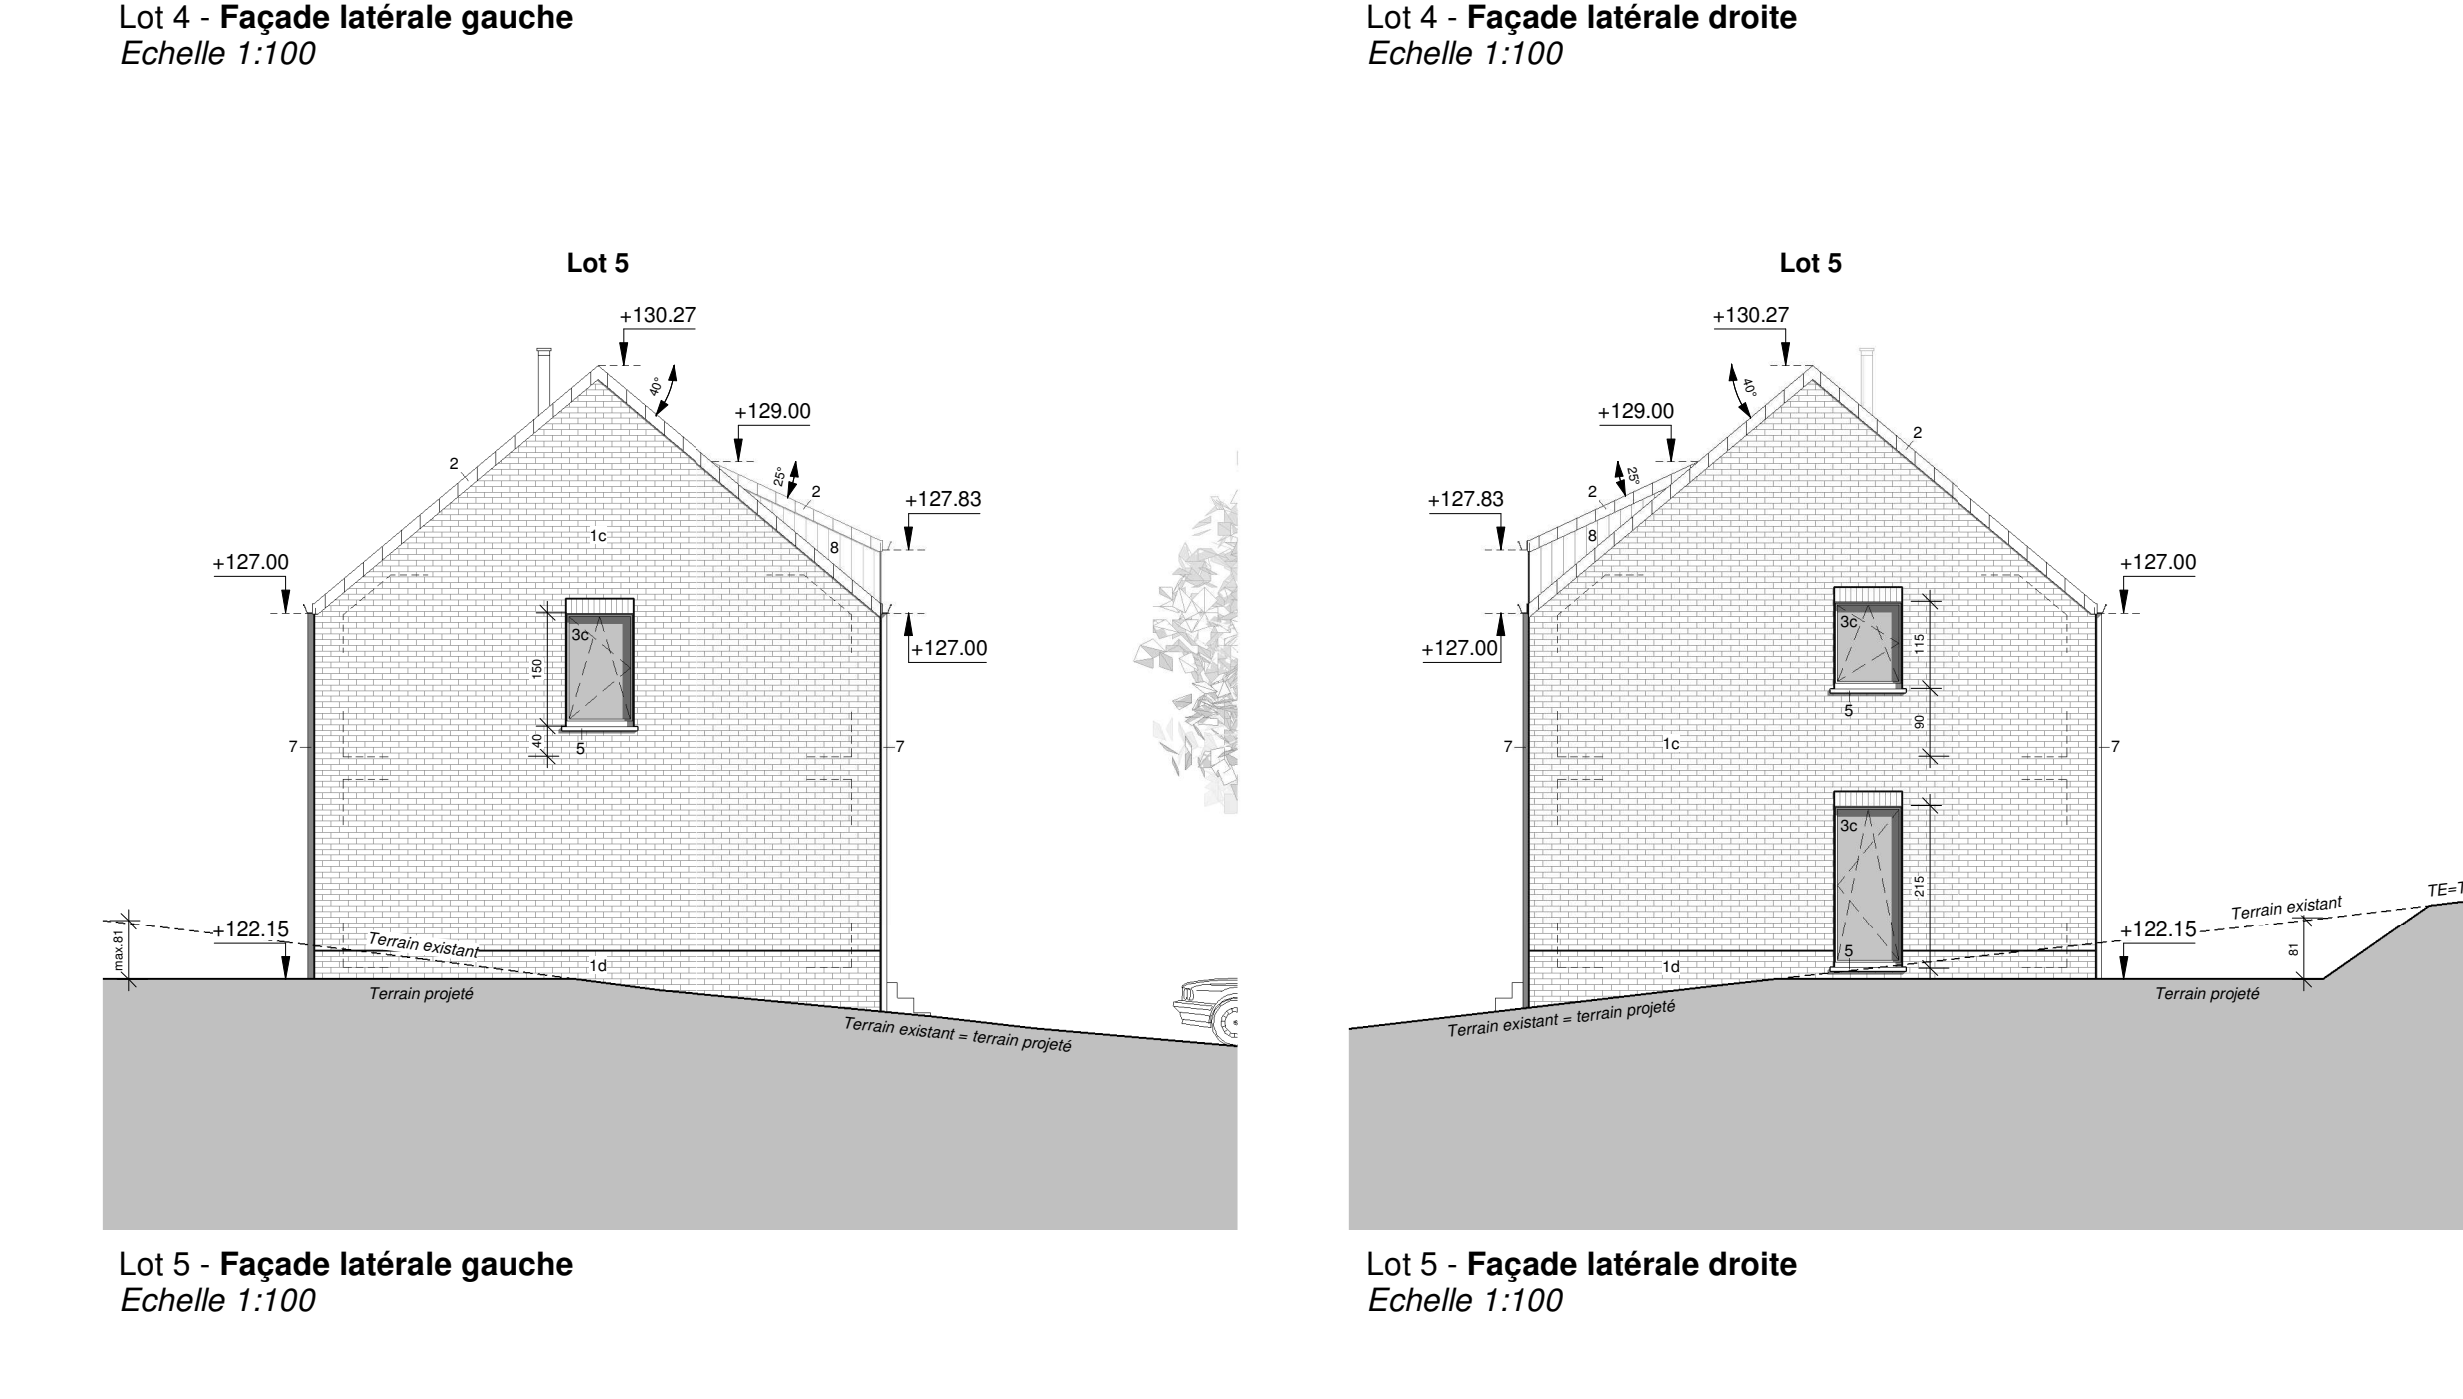 Lot 4 - Façade latérale gauche
Echelle 1:100
Lot 4 - Façade latérale droite
Echelle 1:100
Lot 5
+130.27
40°
+129.00
25°
2
2
+127.83
8
1c
+127.00
+127.00
3c
150
40
5
7
7
max.81
+122.15
Terrain existant
1d
Terrain projeté
Terrain existant = terrain projeté
Lot 5 - Façade latérale gauche
Echelle 1:100
Lot 5
+130.27
40°
+129.00
2
25°
2
+127.83
8
+127.00
+127.00
3c
115
5
90
1c
7
7
3c
215
5
1d
Terrain existant
TE=T
+122.15
81
Terrain projeté
Terrain existant = terrain projeté
Lot 5 - Façade latérale droite
Echelle 1:100